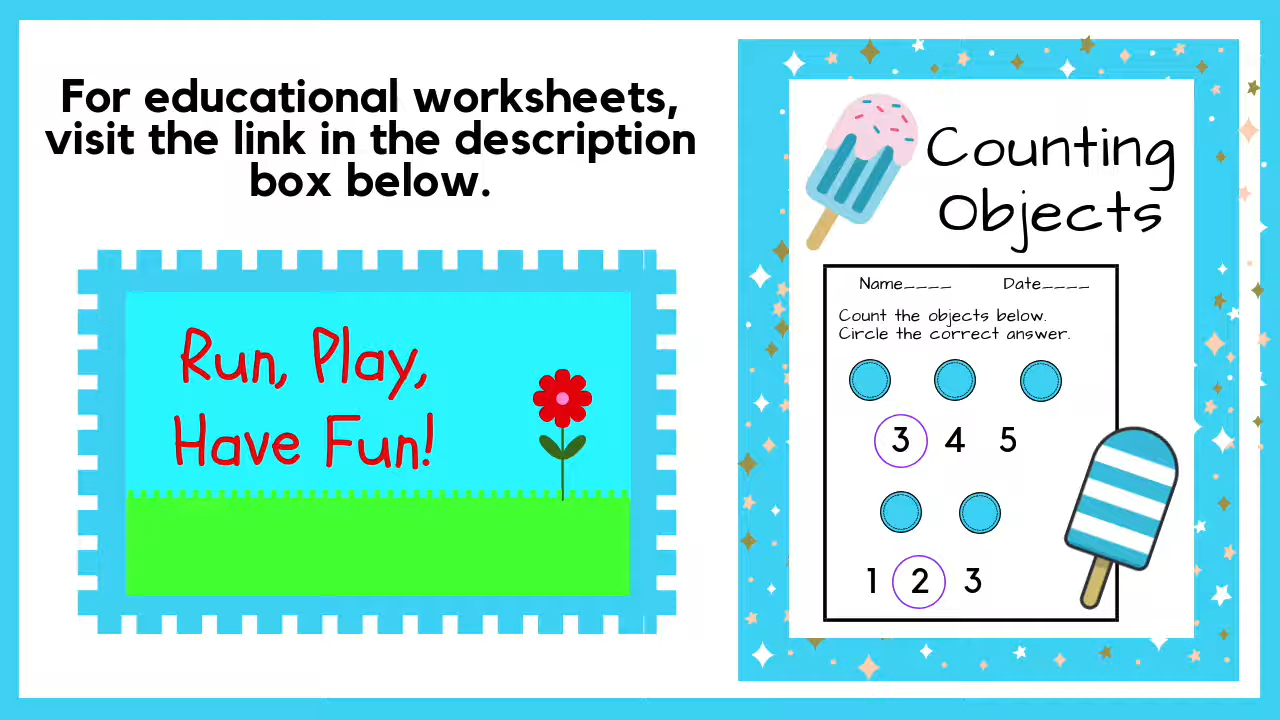 For educational worksheets,
visit the link in the description
box below.
Run, Play,
Have Fun!
Counting
Objects
Name____ Date____
Count the objects below.
Circle the correct answer.
3 4 5
1 2 3